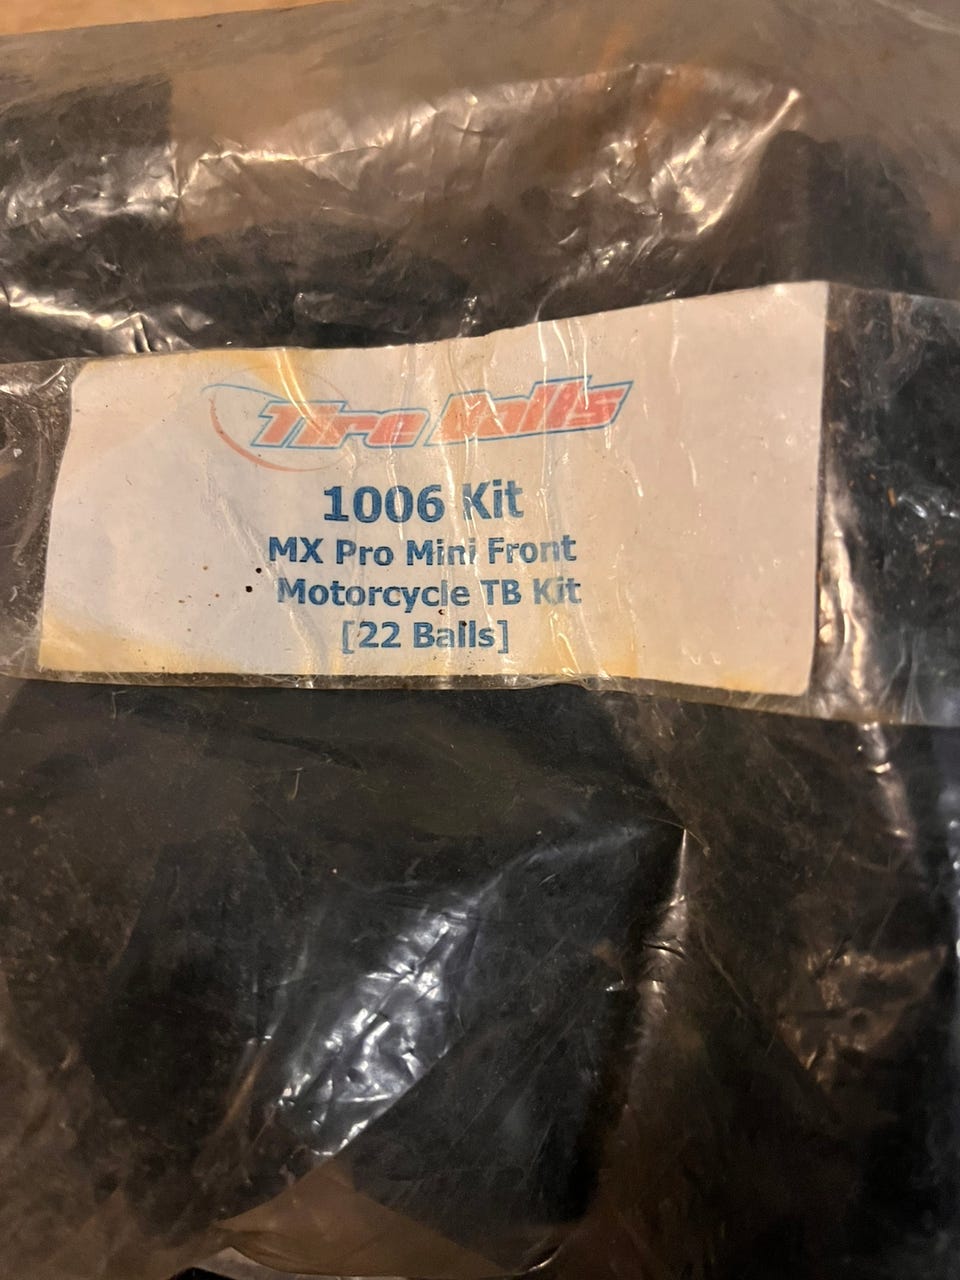 Tire Balls
1006 Kit
MX Pro Mini Front
Motorcycle TB Kit
[22 Balls]